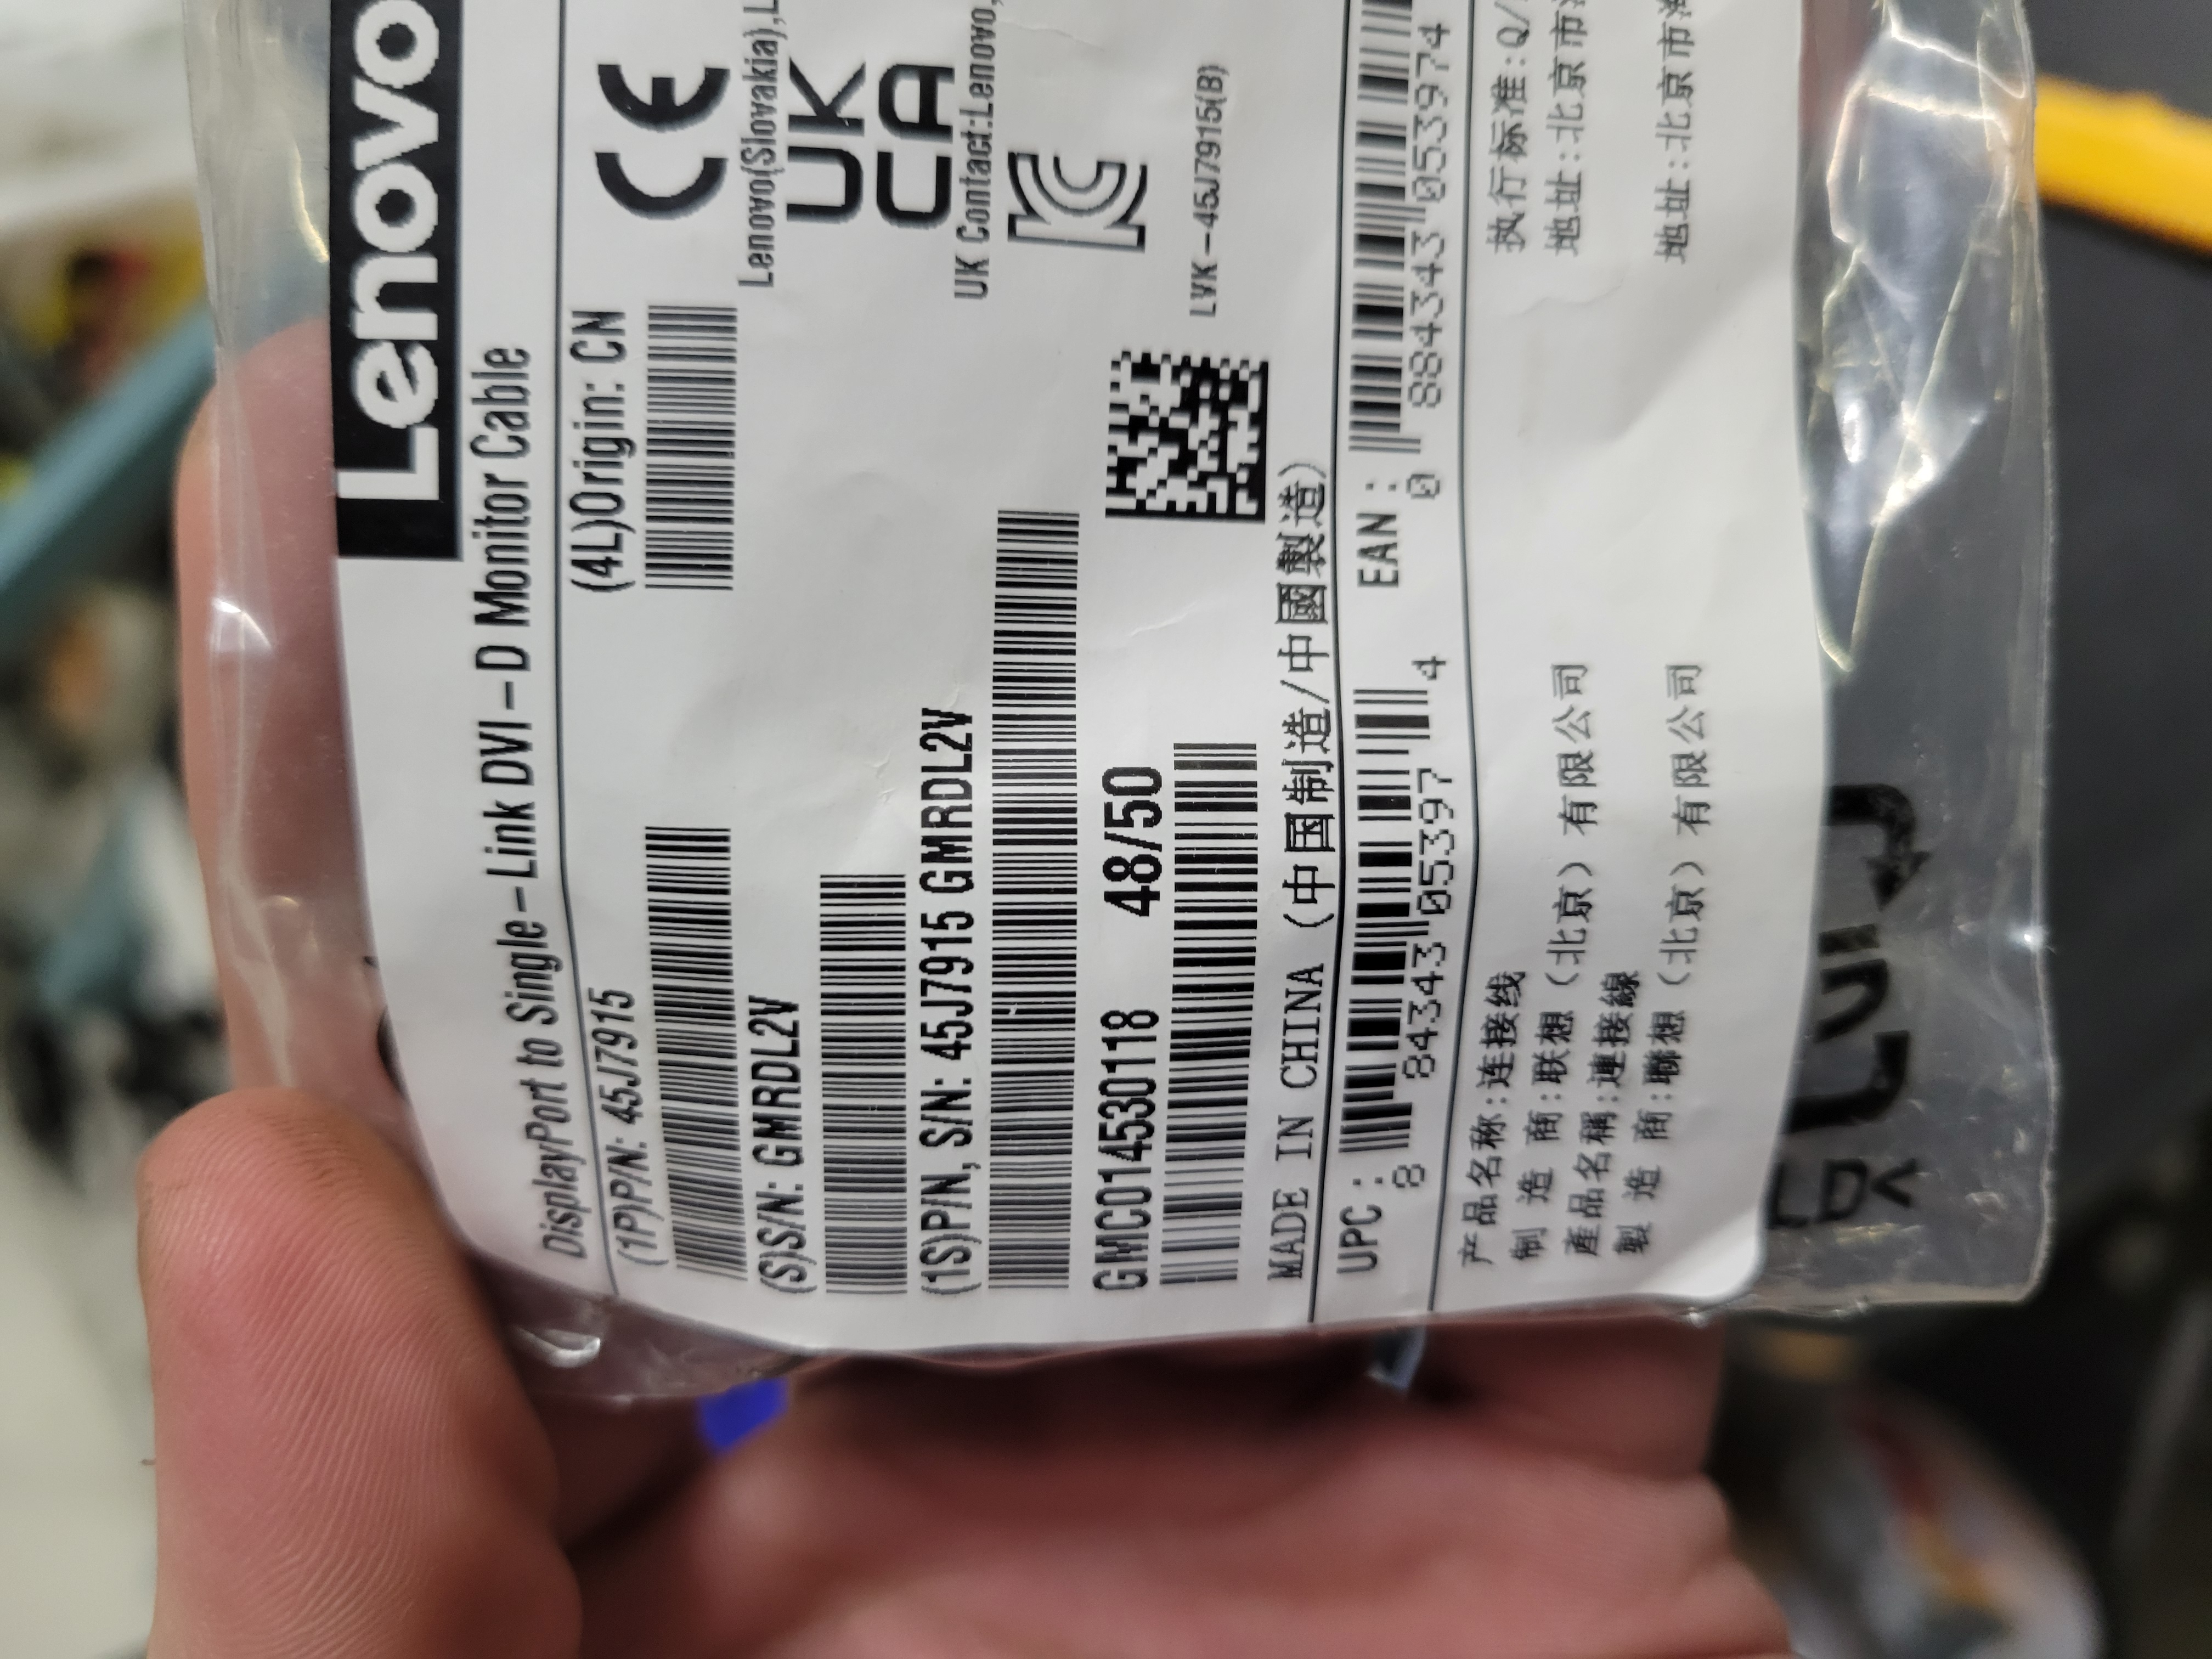 Lenovo
DisplayPort to Single-Link DVI-D Monitor Cable
(1P)P/N: 45J7915
(4L)Origin: CN
(S)S/N: GMRDL2V
(1S)P/N, S/N: 45J7915 GMRDL2V
GMC014530118 48/50
MADE IN CHINA (中国制造/中國製造)
Lenovo(Slovakia),
UK
CA
UK Contact:Lenovo,
LVK-45J7915(B)
UPC: 8 84343 05397 4
EAN: 0 884343 053974
产品名称:连接线
执行标准:Q/
制 造 商:联想（北京）有限公司
地址:北京市
產品名稱:連接線
製 造 商:聯想（北京）有限公司
地址:北京市